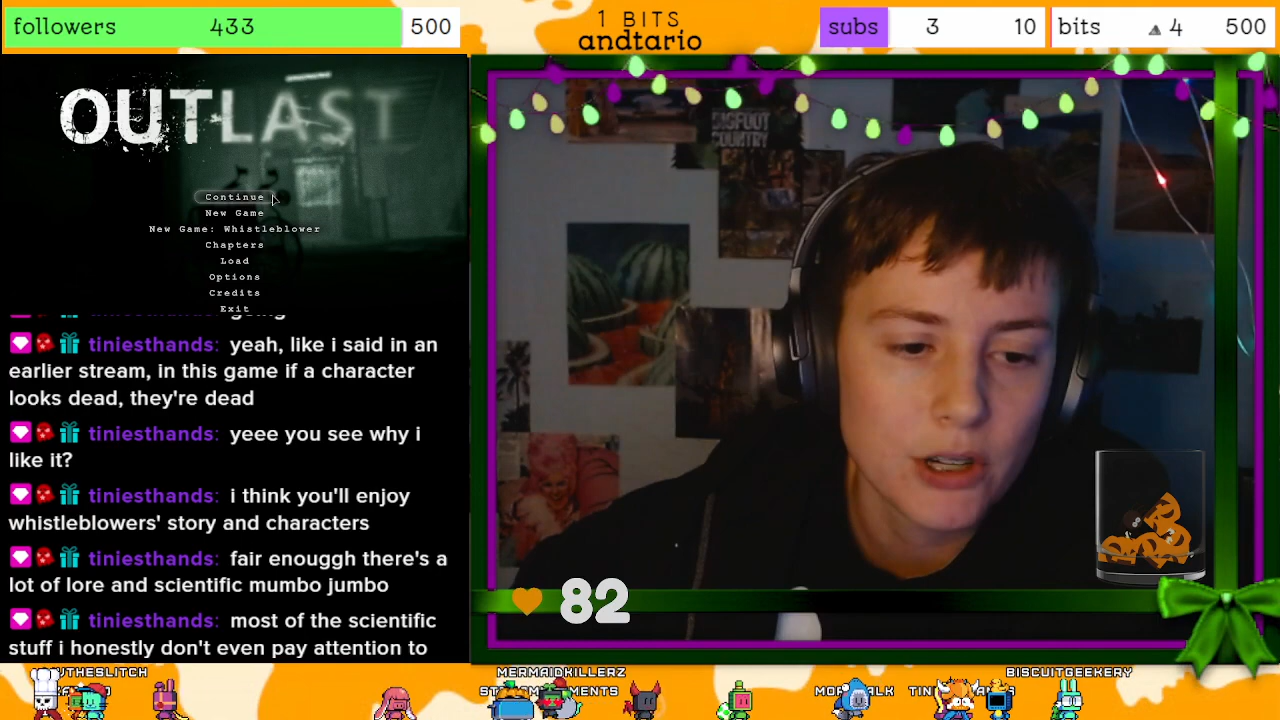 followers 433 500
1 BITS
andtario
subs 3 10
bits 4 500
OUTLAST
Continue
New Game
New Game: Whistleblower
Chapters
Load
Options
Credits
Exit
tiniesthands: yeah, like i said in an
earlier stream, in this game if a character
looks dead, they're dead
tiniesthands: yeee you see why i
like it?
tiniesthands: i think you'll enjoy
whistleblowers' story and characters
tiniesthands: fair enouggh there's a
lot of lore and scientific mumbo jumbo
tiniesthands: most of the scientific
stuff i honestly don't even pay attention to
BIGFOOT
COUNTRY
82
MERMAIDKILLERZ
BISCUITGEEKERY